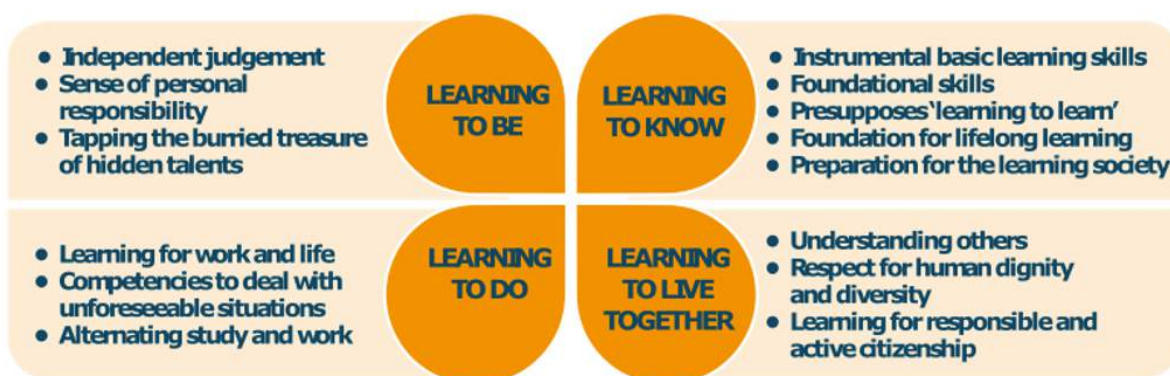 • Independent judgement
• Sense of personal
responsibility
• Tapping the burried treasure
of hidden talents
LEARNING
TO BE
LEARNING
TO KNOW
• Instrumental basic learning skills
• Foundational skills
• Presupposes ‘learning to learn’
• Foundation for lifelong learning
• Preparation for the learning society
• Learning for work and life
• Competencies to deal with
unforeseeable situations
• Alternating study and work
LEARNING
TO DO
LEARNING
TO LIVE
TOGETHER
• Understanding others
• Respect for human dignity
and diversity
• Learning for responsible and
active citizenship